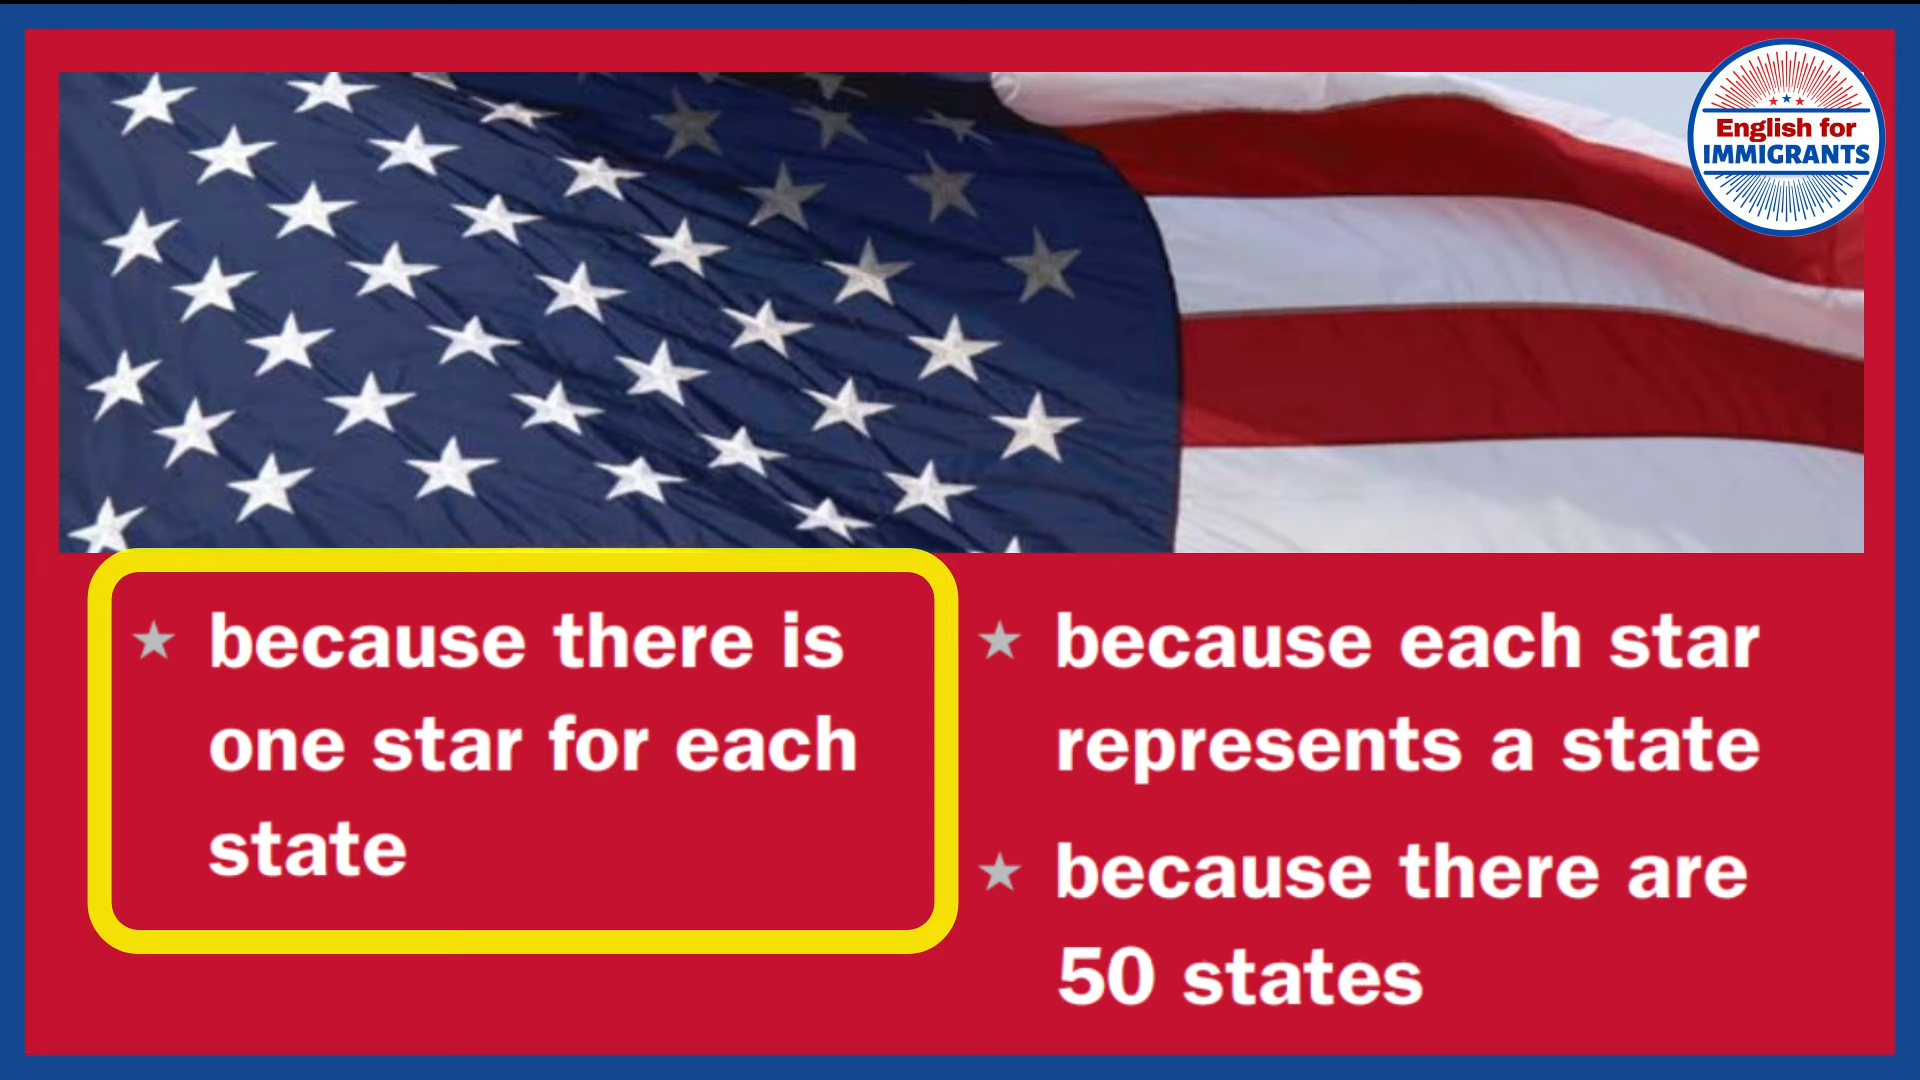 English for
IMMIGRANTS
because there is
one star for each
state
because each star
represents a state
because there are
50 states